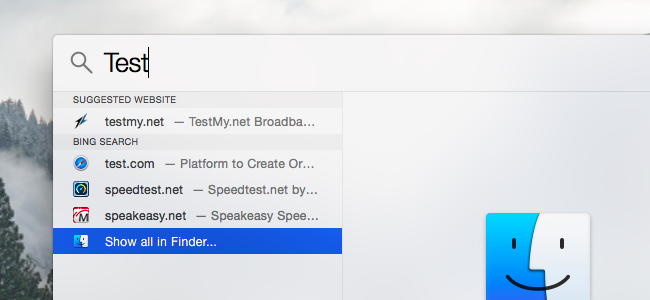 Test
SUGGESTED WEBSITE
testmy.net — TestMy.net Broadba...
BING SEARCH
test.com — Platform to Create Or...
speedtest.net — Speedtest.net by...
speakeasy.net — Speakeasy Spee...
Show all in Finder...